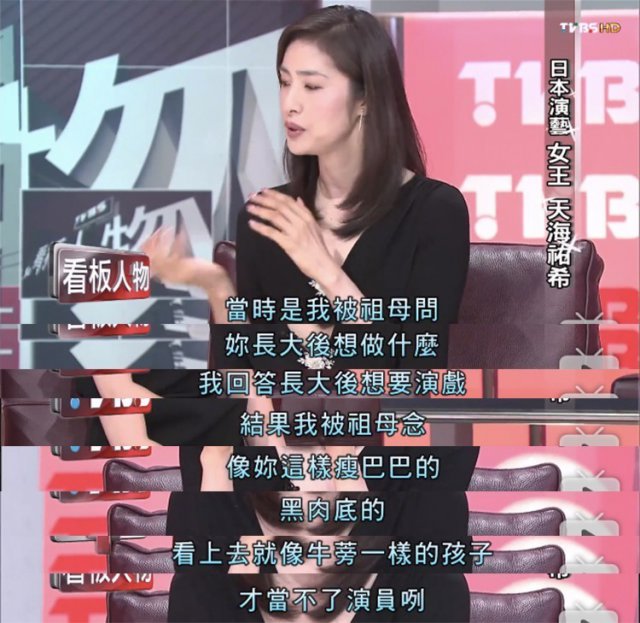 TVBS HD
日本演藝 女王 天海祐希
TVB
TVB
TVBS
看板人物
當時是我被祖母問
妳長大後想做什麼
我回答長大後想要演戲
結果我被祖母念
像妳這樣瘦巴巴的
黑肉底的
看上去就像牛蒡一樣的孩子
才當不了演員咧